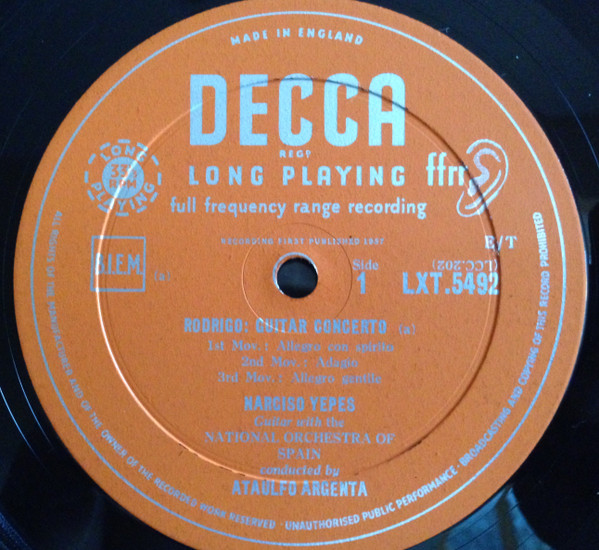 MADE IN ENGLAND
DECCA
REGD
LONG PLAYING ffrr
LONG 33⅓ RPM PLAYING
full frequency range recording
RECORDING FIRST PUBLISHED 1957
E/T
B.I.E.M.
Side
1
(LCC.202)
LXT.5492
RODRIGO: GUITAR CONCERTO (a)
1st Mov.: Allegro con spirito
2nd Mov.: Adagio
3rd Mov.: Allegro gentile
NARCISO YEPES
Guitar with the
NATIONAL ORCHESTRA OF
SPAIN
conducted by
ATAULFO ARGENTA
ALL RIGHTS OF THE MANUFACTURER AND OF THE OWNER OF THE RECORDED WORK RESERVED · UNAUTHORISED PUBLIC PERFORMANCE · BROADCASTING AND COPYING OF THIS RECORD PROHIBITED